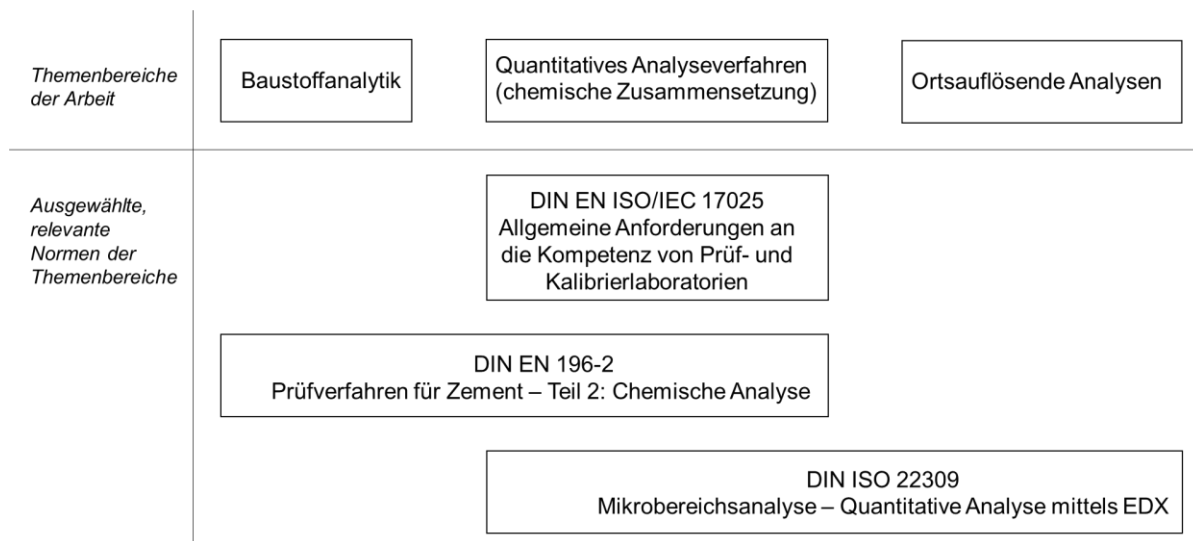 Themenbereiche
der Arbeit
Baustoffanalytik
Quantitatives Analyseverfahren
(chemische Zusammensetzung)
Ortsauflösende Analysen
Ausgewählte,
relevante
Normen der
Themenbereiche
DIN EN ISO/IEC 17025
Allgemeine Anforderungen an
die Kompetenz von Prüf- und
Kalibrierlaboratorien
DIN EN 196-2
Prüfverfahren für Zement – Teil 2: Chemische Analyse
DIN ISO 22309
Mikrobereichsanalyse – Quantitative Analyse mittels EDX